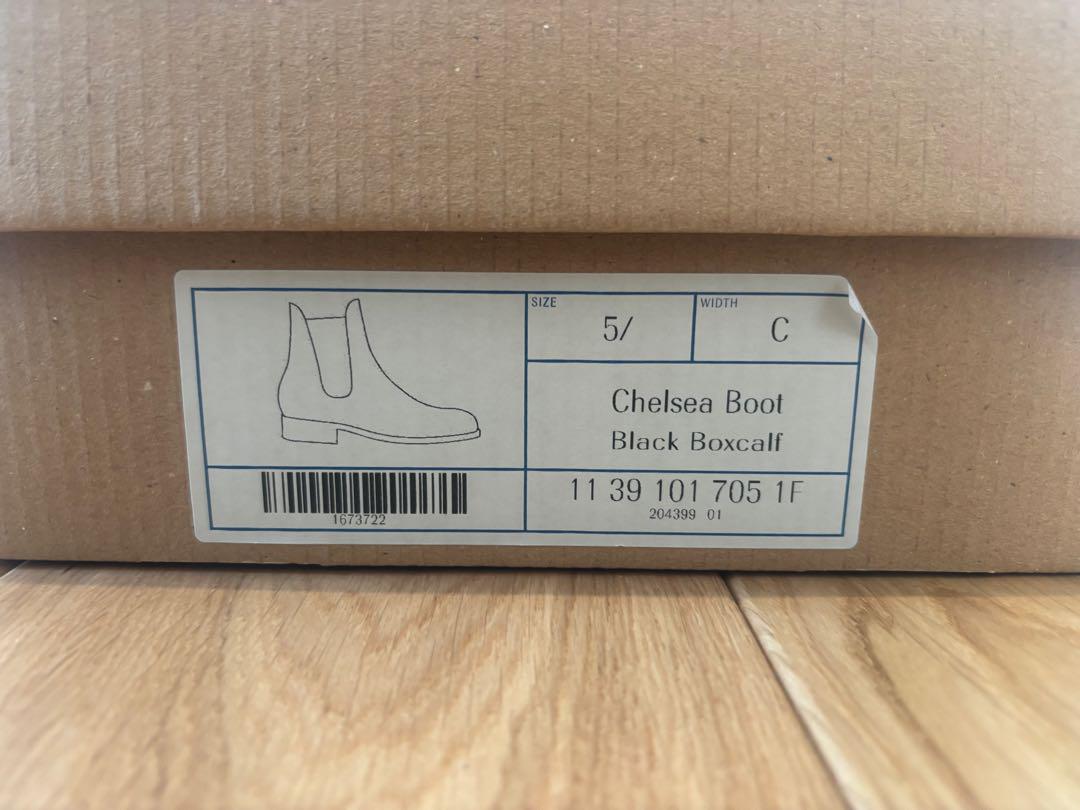 SIZE
5/
WIDTH
C
Chelsea Boot
Black Boxcalf
1673722
11 39 101 705 1F
204399 01